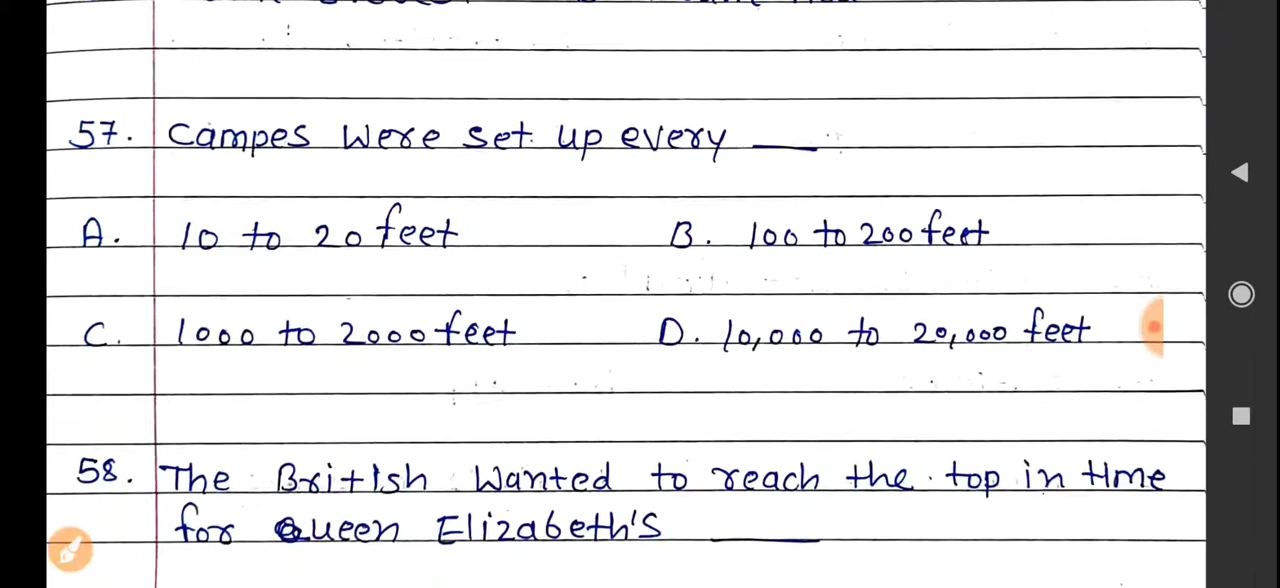 57. Campes were set up every ___
A. 10 to 20 feet B. 100 to 200 feet
C. 1000 to 2000 feet D. 10,000 to 20,000 feet
58. The British wanted to reach the top in time
for Queen Elizabeth's ___